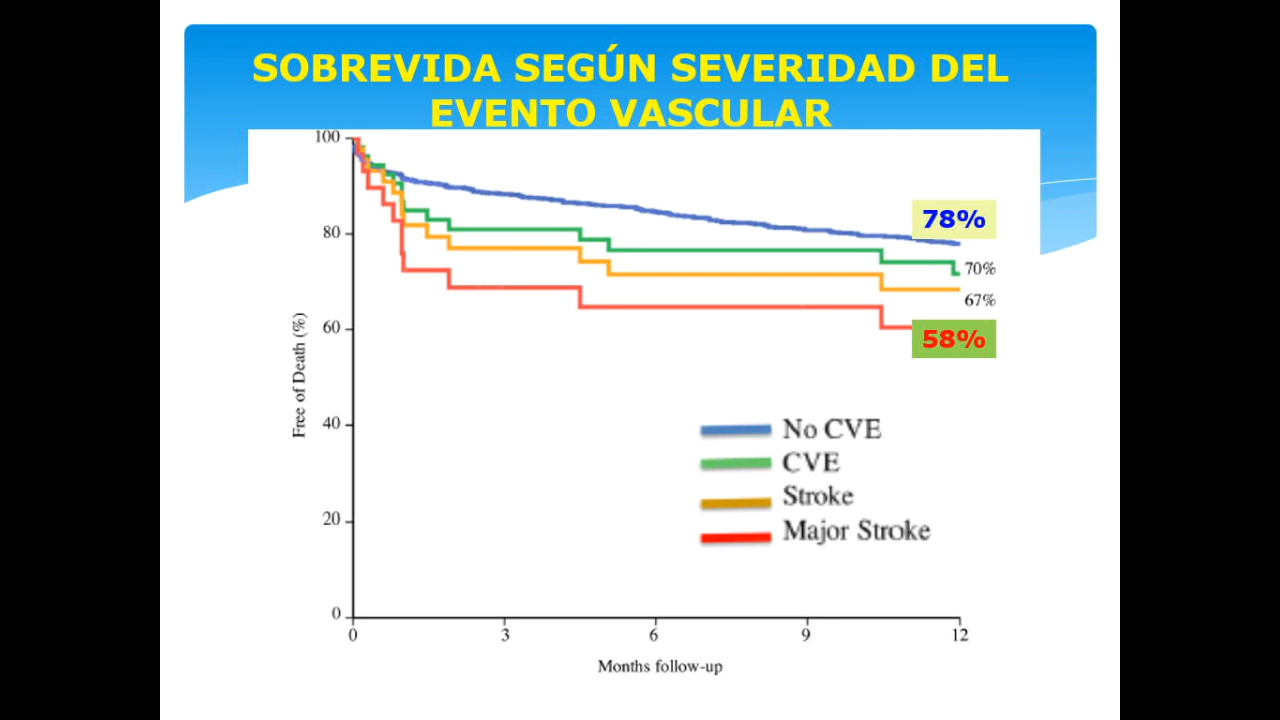 SOBREVIDA SEGÚN SEVERIDAD DEL
EVENTO VASCULAR
100
80
60
40
20
0
Free of Death (%)
78%
70%
67%
58%
No CVE
CVE
Stroke
Major Stroke
0 3 6 9 12
Months follow-up